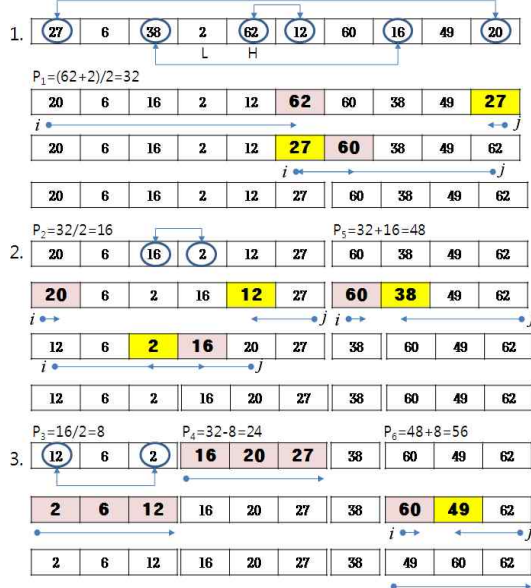 1. 27 6 38 2 62 12 60 16 49 20
L H
P1=(62+2)/2=32
20 6 16 2 12 62 60 38 49 27
i j
20 6 16 2 12 27 60 38 49 62
i j
20 6 16 2 12 27 60 38 49 62
P2=32/2=16 P5=32+16=48
2. 20 6 16 2 12 27 60 38 49 62
20 6 2 16 12 27 60 38 49 62
i j i j
12 6 2 16 20 27 38 60 49 62
i j
12 6 2 16 20 27 38 60 49 62
P3=16/2=8 P4=32-8=24 P6=48+8=56
3. 12 6 2 16 20 27 38 60 49 62
2 6 12 16 20 27 38 60 49 62
i j
2 6 12 16 20 27 38 49 60 62